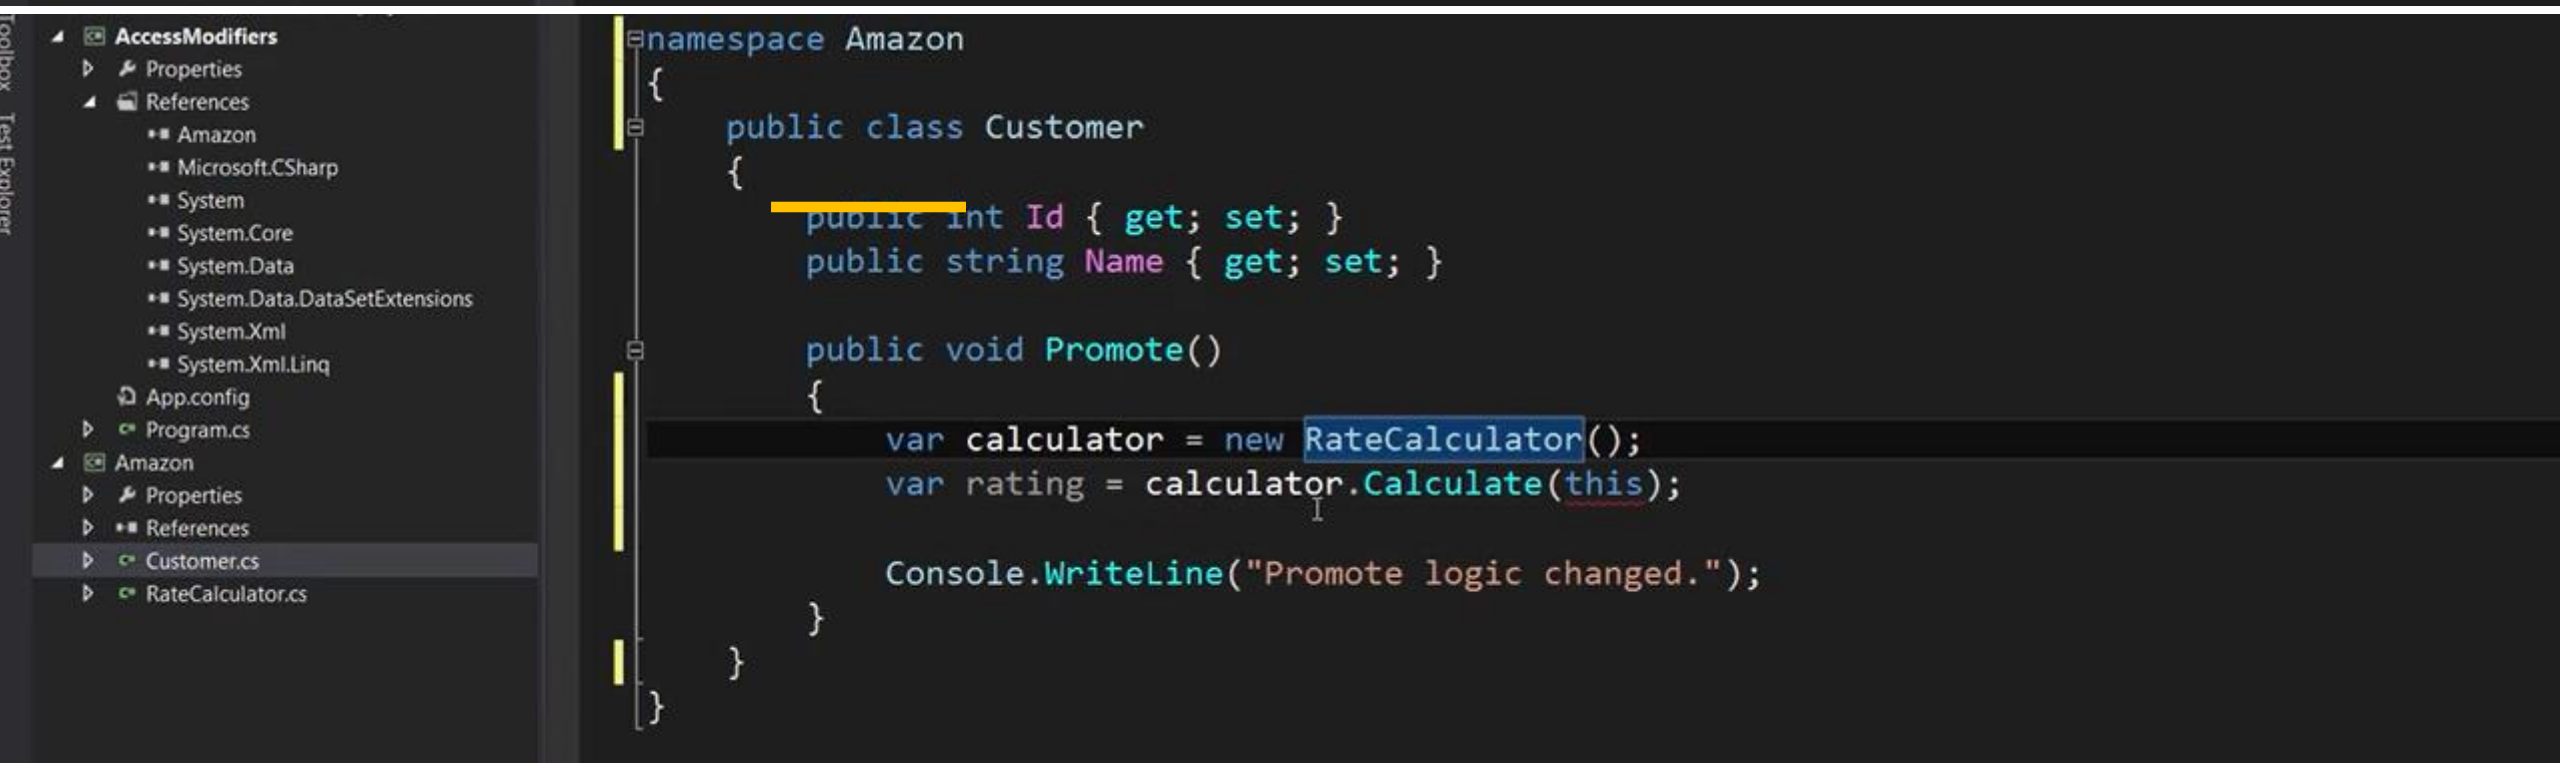 Toolbox
Test Explorer
AccessModifiers
Properties
References
Amazon
Microsoft.CSharp
System
System.Core
System.Data
System.Data.DataSetExtensions
System.Xml
System.Xml.Linq
App.config
Program.cs
Amazon
Properties
References
Customer.cs
RateCalculator.cs
namespace Amazon
{
public class Customer
{
public int Id { get; set; }
public string Name { get; set; }
public void Promote()
{
var calculator = new RateCalculator();
var rating = calculator.Calculate(this);
Console.WriteLine("Promote logic changed.");
}
}
}